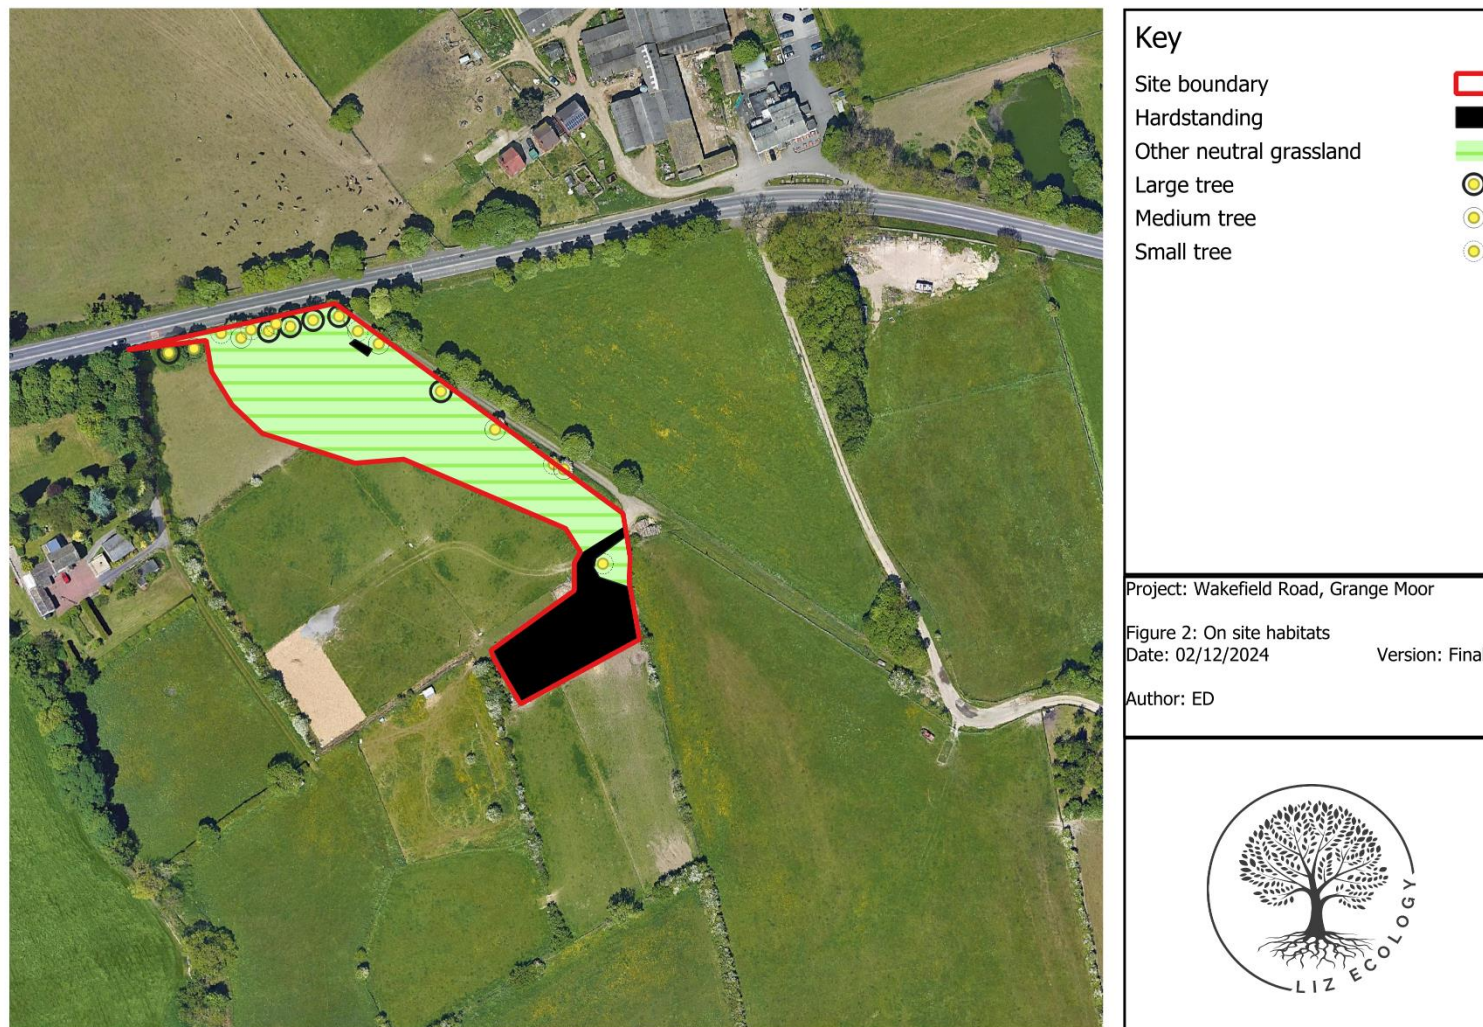 Key
Site boundary
Hardstanding
Other neutral grassland
Large tree
Medium tree
Small tree
Project: Wakefield Road, Grange Moor
Figure 2: On site habitats
Date: 02/12/2024 Version: Final
Author: ED
LIZ ECOLOGY